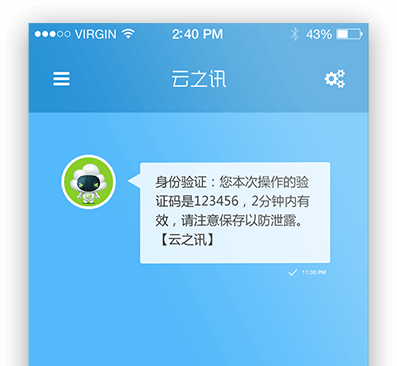 VIRGIN 2:40 PM 43%
云之讯
身份验证：您本次操作的验
证码是123456，2分钟内有
效，请注意保存以防泄露。
【云之讯】
11:00 PM